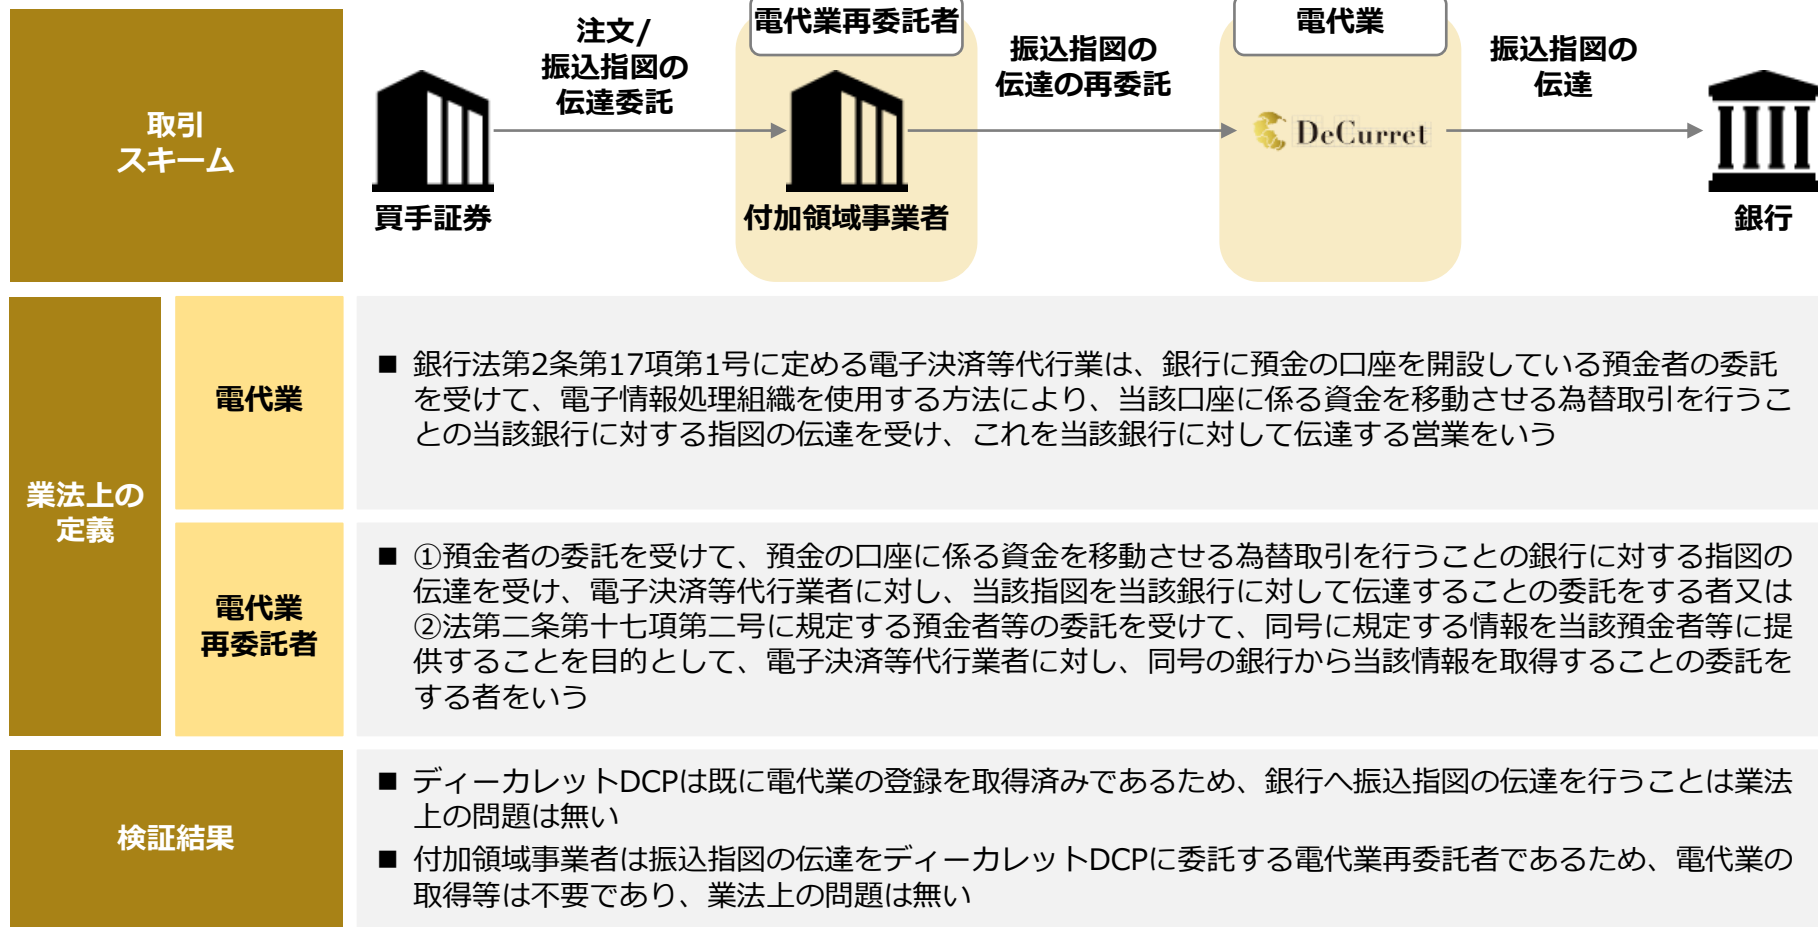 取引
スキーム
注文/
振込指図の
伝達委託
買手証券
電代業再委託者
付加領域事業者
振込指図の
伝達の再委託
電代業
DeCurret
振込指図の
伝達
銀行
業法上の
定義
電代業
■ 銀行法第2条第17項第1号に定める電子決済等代行業は、銀行に預金の口座を開設している預金者の委託
を受けて、電子情報処理組織を使用する方法により、当該口座に係る資金を移動させる為替取引を行うこ
との当該銀行に対する指図の伝達を受け、これを当該銀行に対して伝達する営業をいう
電代業
再委託者
■ ①預金者の委託を受けて、預金の口座に係る資金を移動させる為替取引を行うことの銀行に対する指図の
伝達を受け、電子決済等代行業者に対し、当該指図を当該銀行に対して伝達することの委託をする者又は
②法第二条第十七項第二号に規定する預金者等の委託を受けて、同号に規定する情報を当該預金者等に提
供することを目的として、電子決済等代行業者に対し、同号の銀行から当該情報を取得することの委託を
する者をいう
検証結果
■ ディーカレットDCPは既に電代業の登録を取得済みであるため、銀行へ振込指図の伝達を行うことは業法
上の問題は無い
■ 付加領域事業者は振込指図の伝達をディーカレットDCPに委託する電代業再委託者であるため、電代業の
取得等は不要であり、業法上の問題は無い